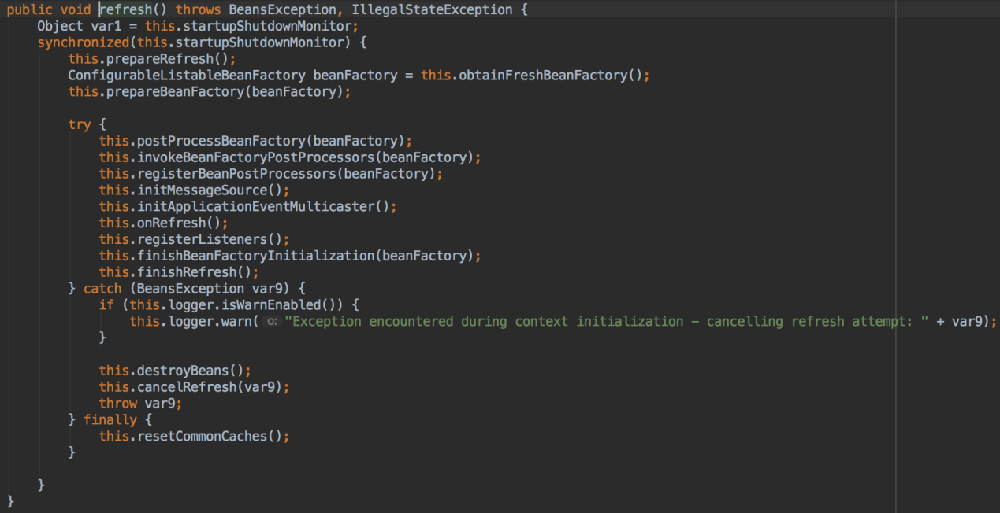 public void refresh() throws BeansException, IllegalStateException {
    Object var1 = this.startupShutdownMonitor;
    synchronized(this.startupShutdownMonitor) {
        this.prepareRefresh();
        ConfigurableListableBeanFactory beanFactory = this.obtainFreshBeanFactory();
        this.prepareBeanFactory(beanFactory);

        try {
            this.postProcessBeanFactory(beanFactory);
            this.invokeBeanFactoryPostProcessors(beanFactory);
            this.registerBeanPostProcessors(beanFactory);
            this.initMessageSource();
            this.initApplicationEventMulticaster();
            this.onRefresh();
            this.registerListeners();
            this.finishBeanFactoryInitialization(beanFactory);
            this.finishRefresh();
        } catch (BeansException var9) {
            if (this.logger.isWarnEnabled()) {
                this.logger.warn( o: "Exception encountered during context initialization - cancelling refresh attempt: " + var9);
            }

            this.destroyBeans();
            this.cancelRefresh(var9);
            throw var9;
        } finally {
            this.resetCommonCaches();
        }

    }
}